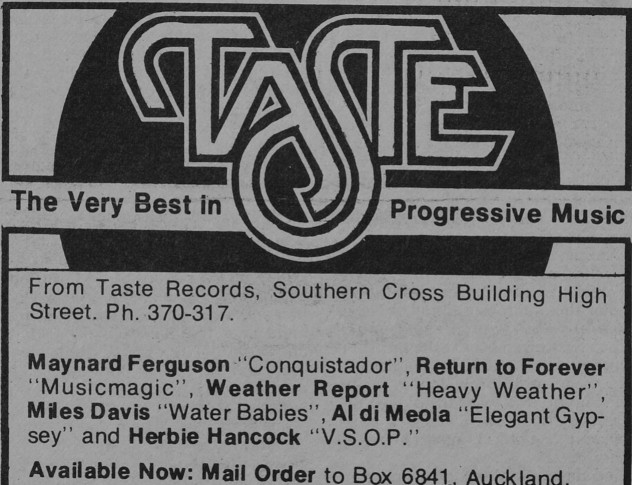 TASTE
The Very Best in Progressive Music
From Taste Records, Southern Cross Building High
Street. Ph. 370-317.
Maynard Ferguson "Conquistador", Return to Forever
"Musicmagic", Weather Report "Heavy Weather",
Miles Davis "Water Babies", Al di Meola "Elegant Gyp-
sey" and Herbie Hancock "V.S.O.P."
Available Now: Mail Order to Box 6841, Auckland.